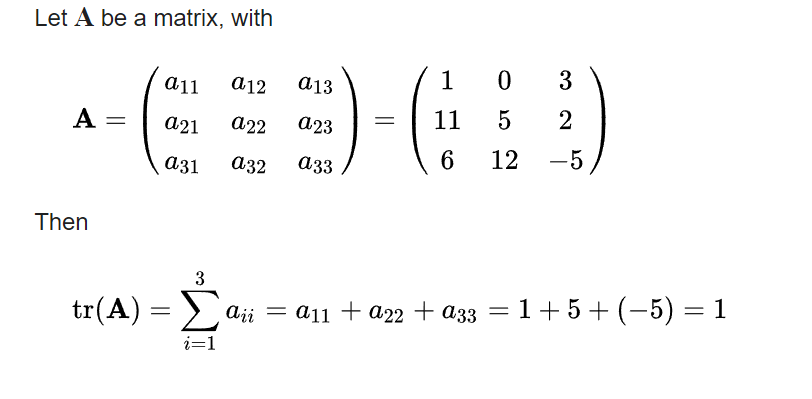 Let A be a matrix, with
A = ( a₁₁ a₁₂ a₁₃ ; a₂₁ a₂₂ a₂₃ ; a₃₁ a₃₂ a₃₃ ) = ( 1 0 3 ; 11 5 2 ; 6 12 −5 )
Then
tr(A) = ∑_{i=1}^{3} aᵢᵢ = a₁₁ + a₂₂ + a₃₃ = 1 + 5 + (−5) = 1